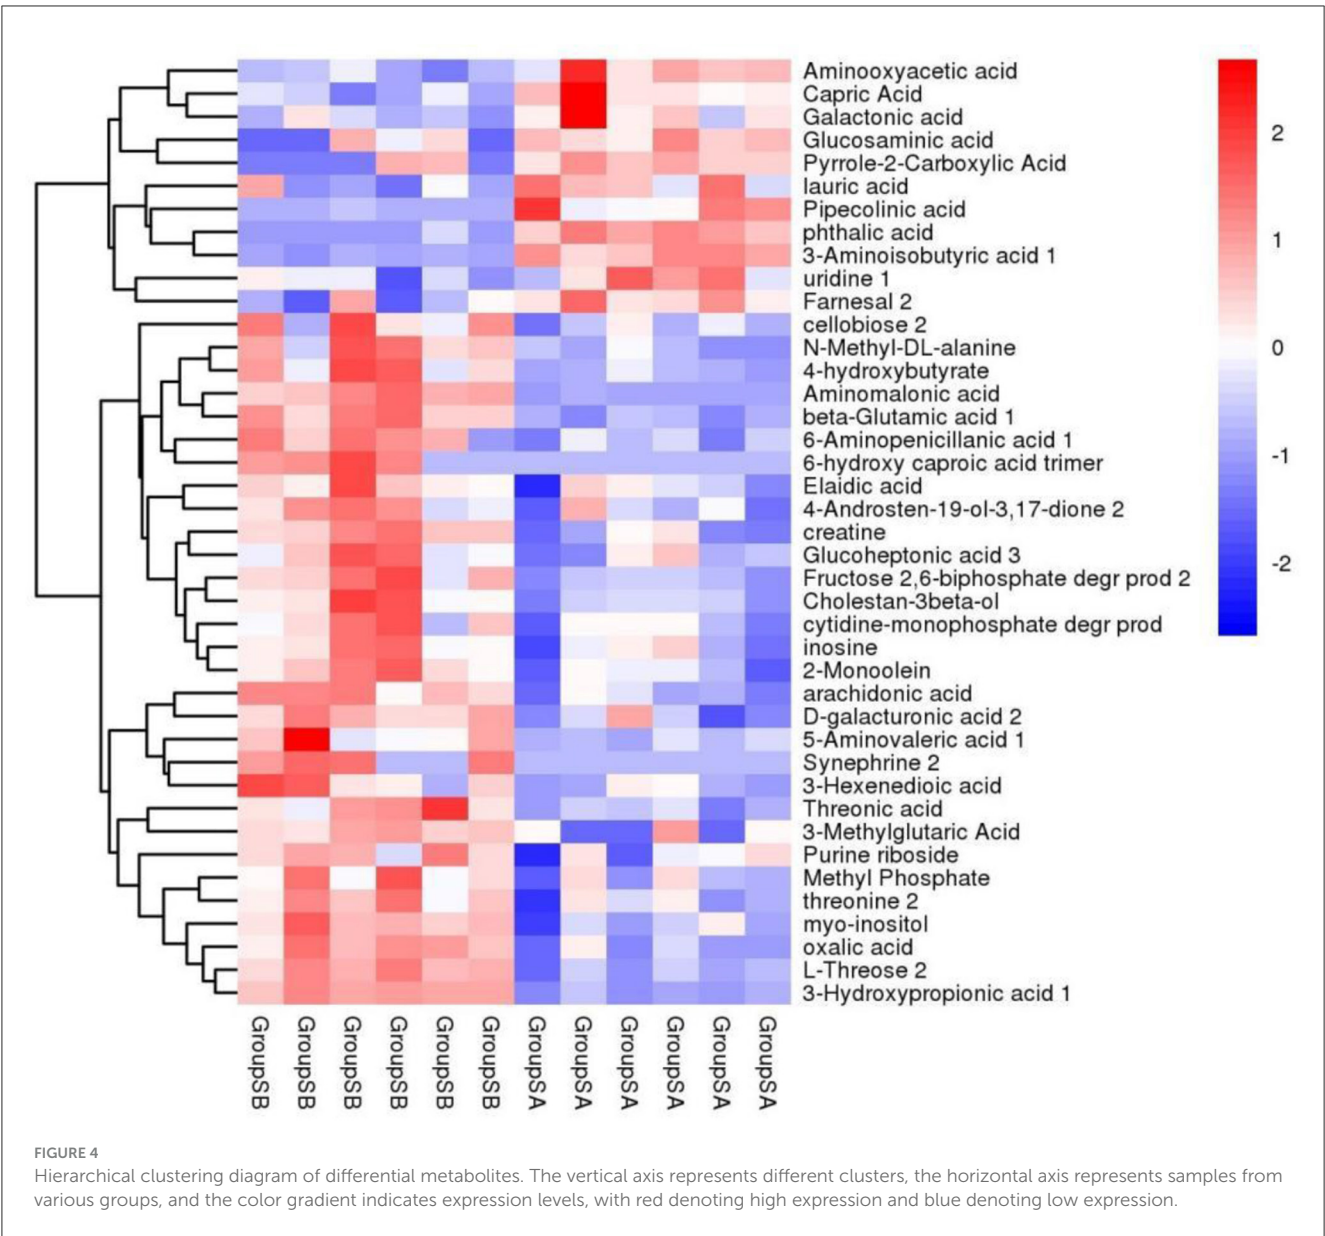 Aminooxyacetic acid
Capric Acid
Galactonic acid
Glucosaminic acid
Pyrrole-2-Carboxylic Acid
lauric acid
Pipecolinic acid
phthalic acid
3-Aminoisobutyric acid 1
uridine 1
Farnesal 2
cellobiose 2
N-Methyl-DL-alanine
4-hydroxybutyrate
Aminomalonic acid
beta-Glutamic acid 1
6-Aminopenicillanic acid 1
6-hydroxy caproic acid trimer
Elaidic acid
4-Androsten-19-ol-3,17-dione 2
creatine
Glucoheptonic acid 3
Fructose 2,6-biphosphate degr prod 2
Cholestan-3beta-ol
cytidine-monophosphate degr prod
inosine
2-Monoolein
arachidonic acid
D-galacturonic acid 2
5-Aminovaleric acid 1
Synephrine 2
3-Hexenedioic acid
Threonic acid
3-Methylglutaric Acid
Purine riboside
Methyl Phosphate
threonine 2
myo-inositol
oxalic acid
L-Threose 2
3-Hydroxypropionic acid 1
2
1
0
-1
-2
GroupSB
GroupSB
GroupSB
GroupSB
GroupSB
GroupSB
GroupSA
GroupSA
GroupSA
GroupSA
GroupSA
GroupSA
FIGURE 4
Hierarchical clustering diagram of differential metabolites. The vertical axis represents different clusters, the horizontal axis represents samples from
various groups, and the color gradient indicates expression levels, with red denoting high expression and blue denoting low expression.